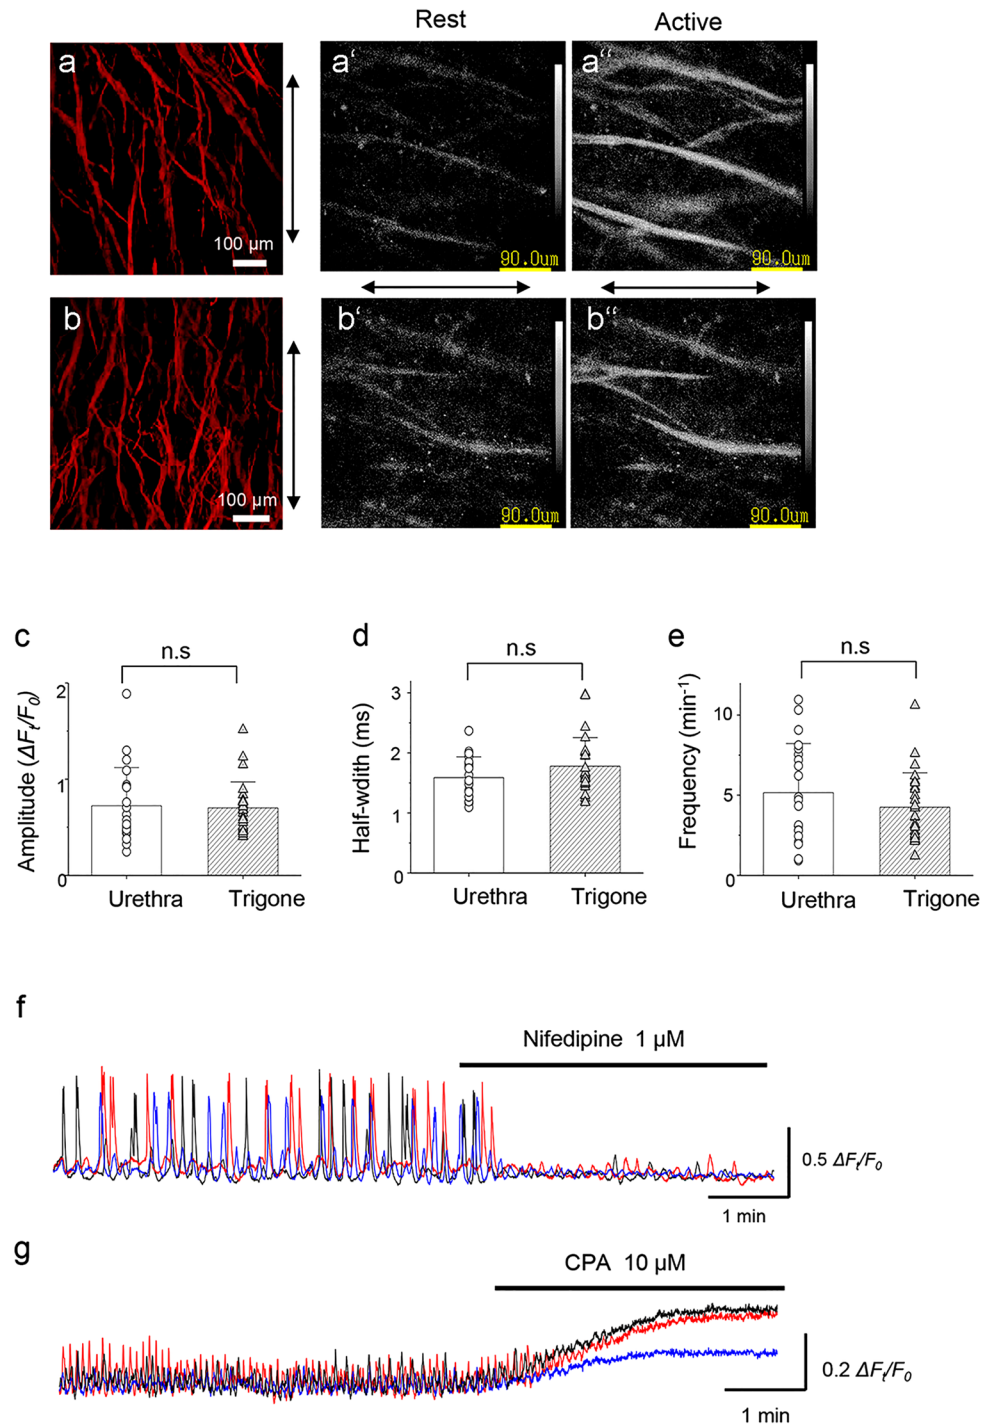 Rest
Active
a
a‘
a“
100 µm
90.0um
90.0um
b
b‘
b“
100 µm
90.0um
90.0um
c
d
e
n.s
n.s
n.s
Amplitude (ΔFt/F0)
2
1
0
Urethra
Trigone
Half-wdith (ms)
3
2
1
0
Urethra
Trigone
Frequency (min-1)
10
5
0
Urethra
Trigone
f
Nifedipine 1 µM
0.5 ΔFt/F0
1 min
g
CPA 10 µM
0.2 ΔFt/F0
1 min